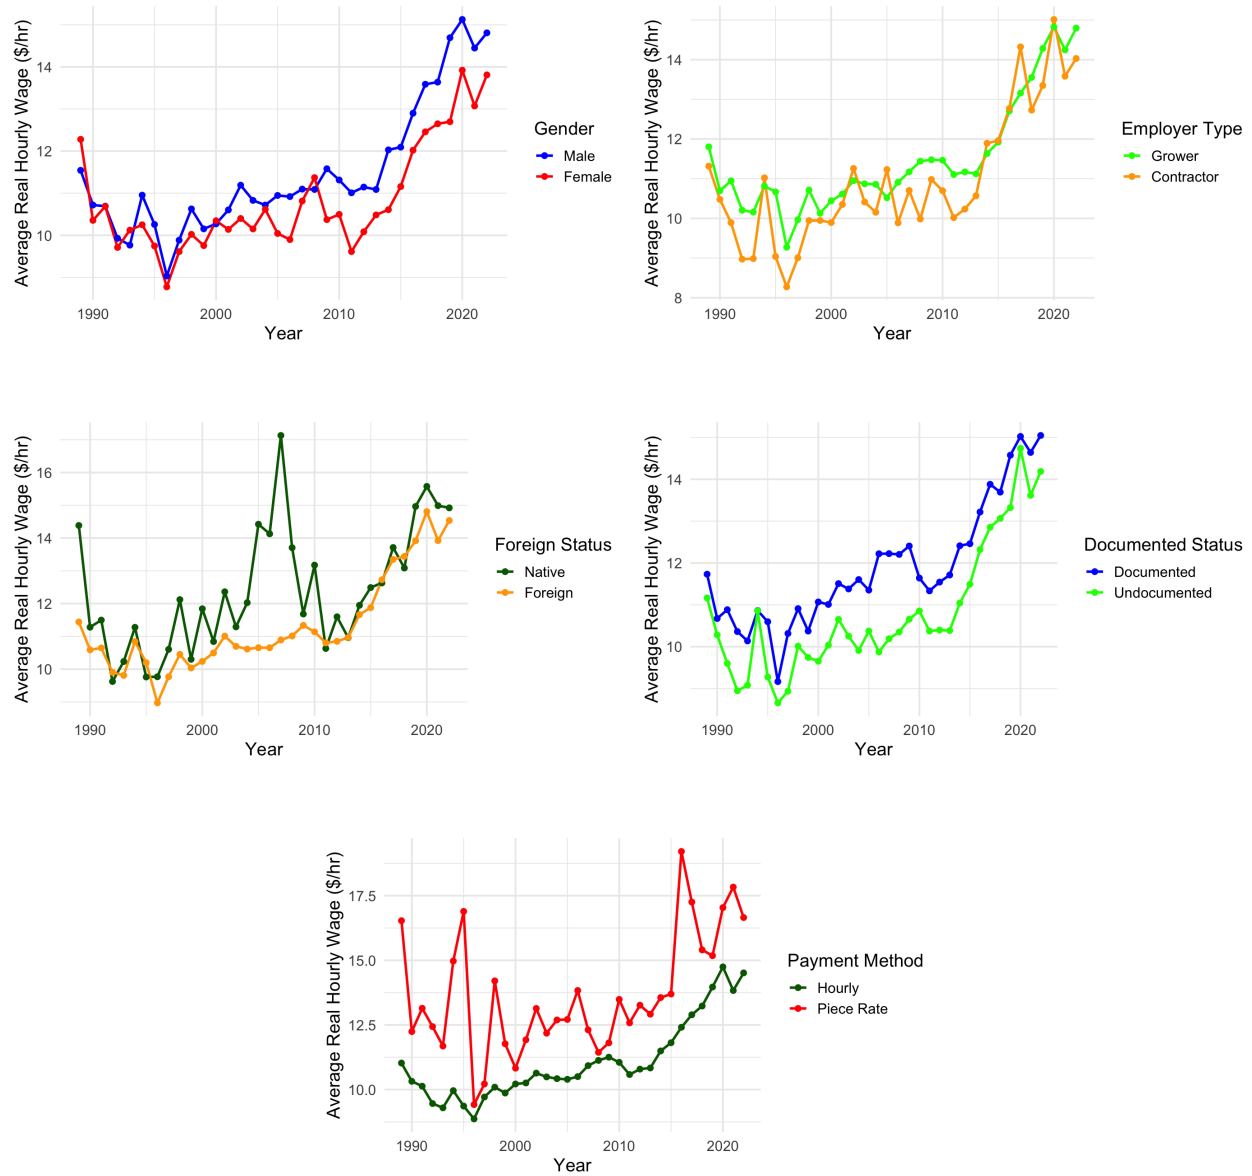 Average Real Hourly Wage ($/hr)
14
12
10
1990
2000
2010
2020
Year
Gender
Male
Female
Average Real Hourly Wage ($/hr)
14
12
10
8
1990
2000
2010
2020
Year
Employer Type
Grower
Contractor
Average Real Hourly Wage ($/hr)
16
14
12
10
1990
2000
2010
2020
Year
Foreign Status
Native
Foreign
Average Real Hourly Wage ($/hr)
14
12
10
1990
2000
2010
2020
Year
Documented Status
Documented
Undocumented
Average Real Hourly Wage ($/hr)
17.5
15.0
12.5
10.0
1990
2000
2010
2020
Year
Payment Method
Hourly
Piece Rate